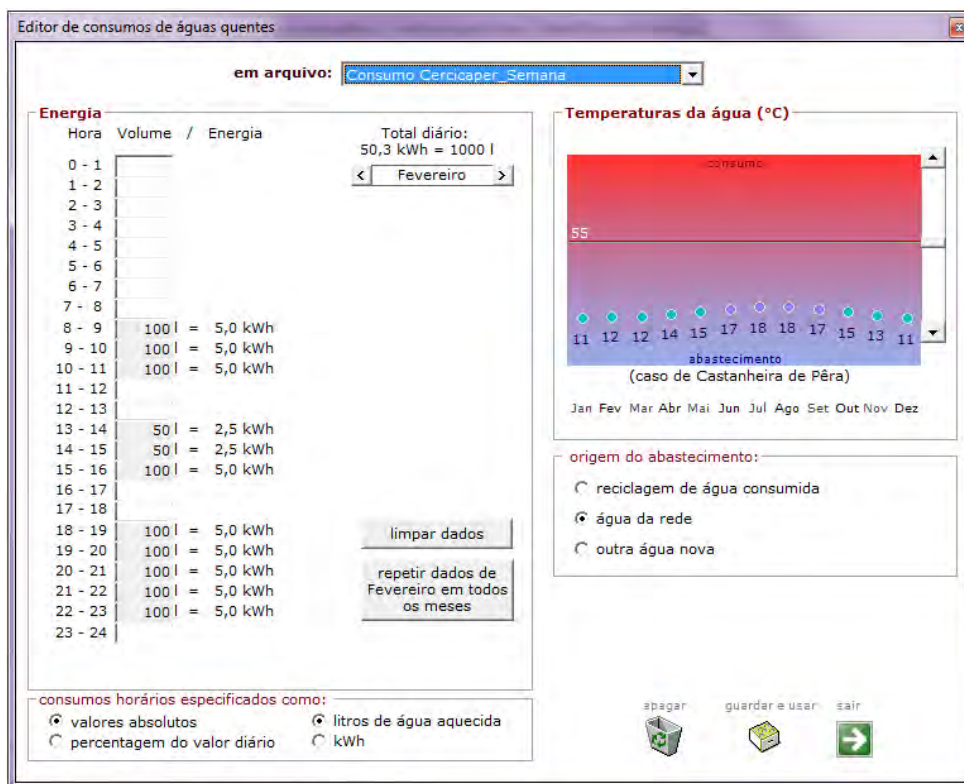 Editor de consumos de águas quentes
em arquivo: Consumo Cercicaper_Semana
Energia
Hora Volume / Energia
Total diário:
50,3 kWh = 1000 l
< Fevereiro >
0 - 1
1 - 2
2 - 3
3 - 4
4 - 5
5 - 6
6 - 7
7 - 8
8 - 9 100 l = 5,0 kWh
9 - 10 100 l = 5,0 kWh
10 - 11 100 l = 5,0 kWh
11 - 12
12 - 13
13 - 14 50 l = 2,5 kWh
14 - 15 50 l = 2,5 kWh
15 - 16 100 l = 5,0 kWh
16 - 17
17 - 18
18 - 19 100 l = 5,0 kWh
19 - 20 100 l = 5,0 kWh
20 - 21 100 l = 5,0 kWh
21 - 22 100 l = 5,0 kWh
22 - 23 100 l = 5,0 kWh
23 - 24
limpar dados
repetir dados de
Fevereiro em todos
os meses
consumos horários especificados como:
valores absolutos
percentagem do valor diário
litros de água aquecida
kWh
Temperaturas da água (°C)
consumo
55
11 12 12 14 15 17 18 18 17 15 13 11
abastecimento
(caso de Castanheira de Pêra)
Jan Fev Mar Abr Mai Jun Jul Ago Set Out Nov Dez
origem do abastecimento:
reciclagem de água consumida
água da rede
outra água nova
apagar guardar e usar sair